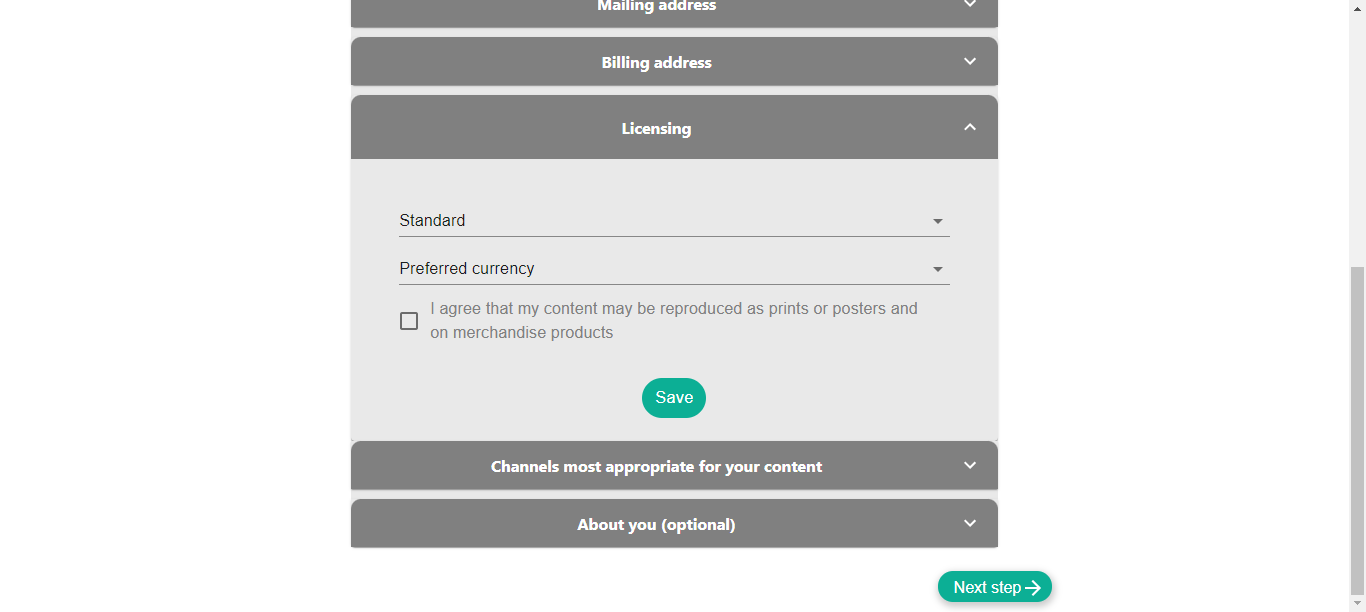 Mailing address
Billing address
Licensing
Standard
Preferred currency
I agree that my content may be reproduced as prints or posters and
on merchandise products
Save
Channels most appropriate for your content
About you (optional)
Next step